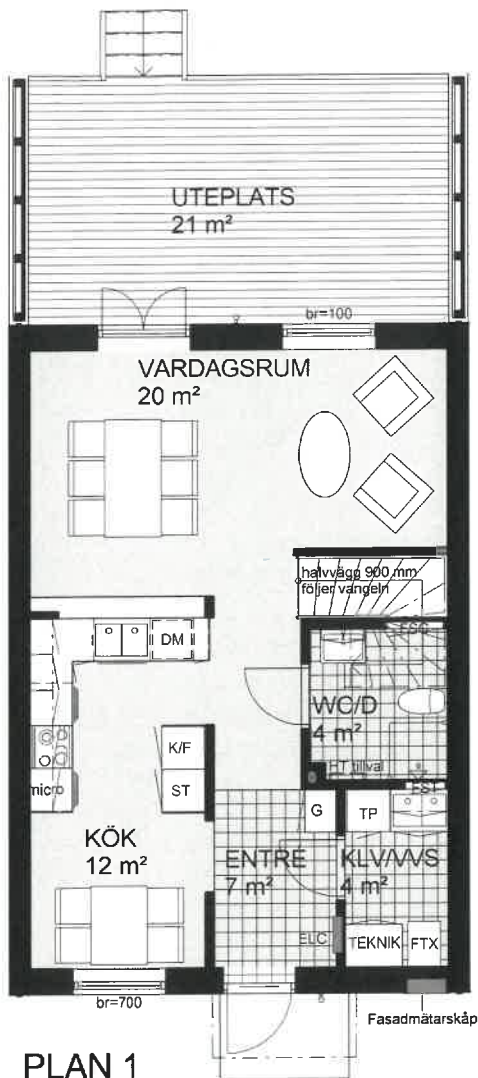 UTEPLATS
21 m²
br=100
VARDAGSRUM
20 m²
halvvägg 900 mm
följer vangeln
DM
WC/D
4 m²
K/F
HT tillval
ST
micro
G
TP
FST
KÖK
12 m²
ENTRE
7 m²
KLV/VVS
4 m²
ELC
TEKNIK
FTX
br=700
Fasadmätarskåp
PLAN 1